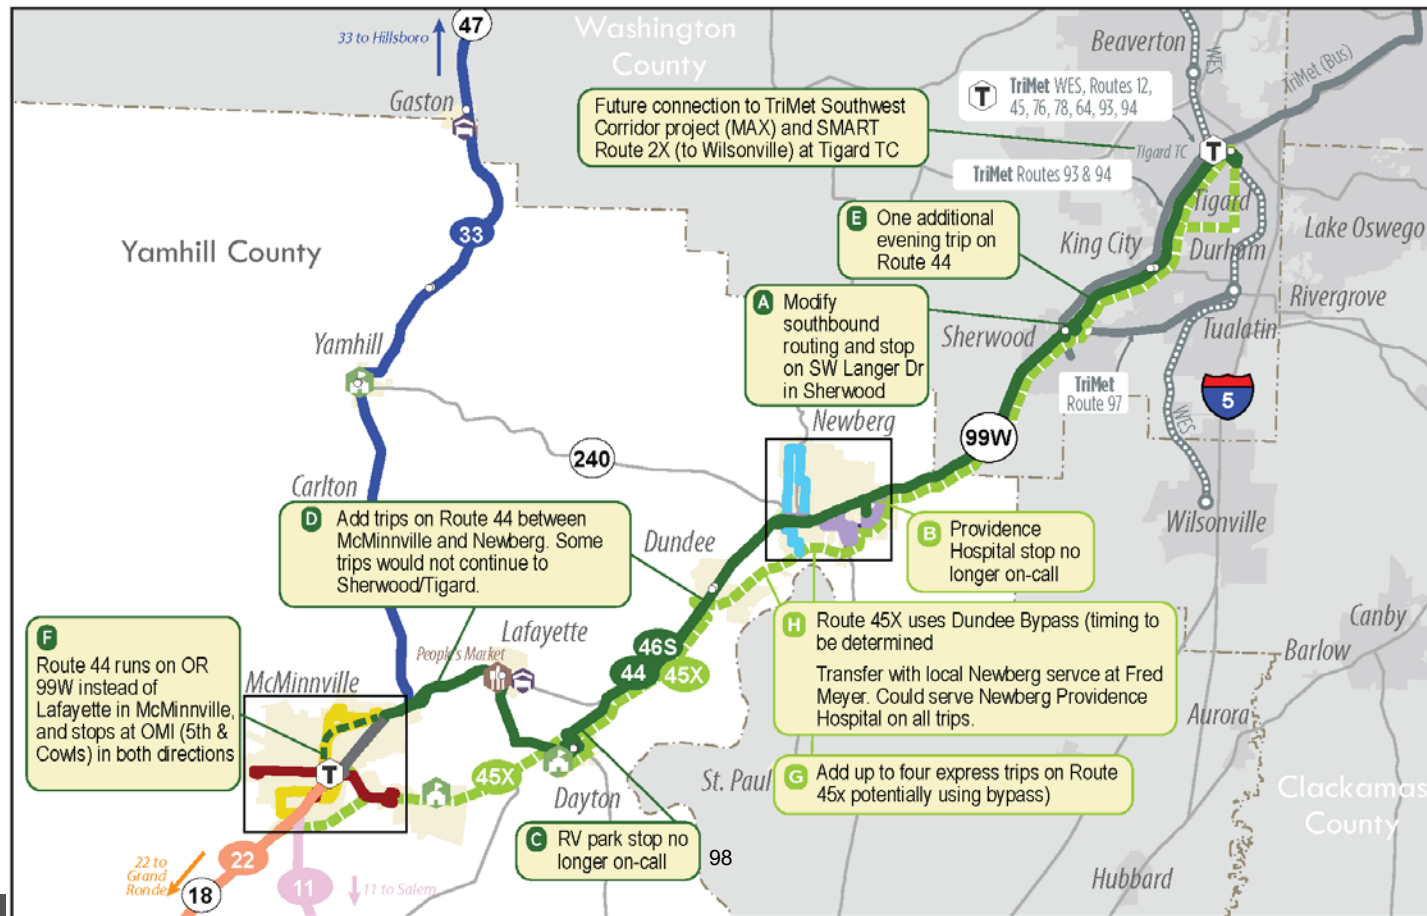 47
33 to Hillsboro
Washington
County
Beaverton
WES
TriMet (Bus)
Gaston
Future connection to TriMet Southwest
Corridor project (MAX) and SMART
Route 2X (to Wilsonville) at Tigard TC
T
TriMet WES, Routes 12,
45, 76, 78, 64, 93, 94
Tigard TC
T
TriMet Routes 93 & 94
Tigard
33
Yamhill County
E
One additional
evening trip on
Route 44
King City
Durham
Lake Oswego
Rivergrove
A
Modify
southbound
routing and stop
on SW Langer Dr
in Sherwood
Sherwood
Tualatin
Yamhill
TriMet
Route 97
5
WES
Newberg
99W
240
Carlton
Wilsonville
D
Add trips on Route 44 between
McMinnville and Newberg. Some
trips would not continue to
Sherwood/Tigard.
Dundee
B
Providence
Hospital stop no
longer on-call
F
Route 44 runs on OR
99W instead of
Lafayette in McMinnville,
and stops at OMI (5th &
Cowls) in both directions
Lafayette
People's Market
46S
44
45X
H
Route 45X uses Dundee Bypass (timing to
be determined
Transfer with local Newberg servce at Fred
Meyer. Could serve Newberg Providence
Hospital on all trips.
Canby
Barlow
Aurora
McMinnville
T
45X
Dayton
St. Paul
G
Add up to four express trips on Route
45x potentially using bypass)
Clackamas
County
C
RV park stop no
longer on-call
98
22 to
Grand
Ronde
22
18
11
11 to Salem
Hubbard